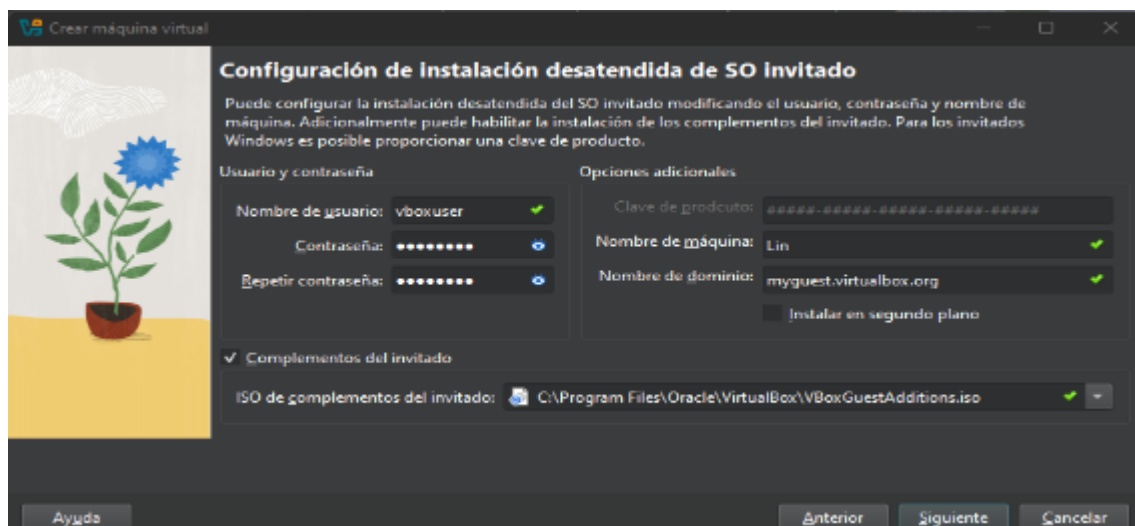 Crear máquina virtual
Configuración de instalación desatendida de SO invitado
Puede configurar la instalación desatendida del SO invitado modificando el usuario, contraseña y nombre de
máquina. Adicionalmente puede habilitar la instalación de los complementos del invitado. Para los invitados
Windows es posible proporcionar una clave de producto.
Usuario y contraseña
Nombre de usuario: vboxuser
Contraseña: ●●●●●●●●
Repetir contraseña: ●●●●●●●●
Opciones adicionales
Clave de prodcuto: #####-#####-#####-#####-#####
Nombre de máquina: Lin
Nombre de dominio: myguest.virtualbox.org
Instalar en segundo plano
Complementos del invitado
ISO de complementos del invitado: C:\Program Files\Oracle\VirtualBox\VBoxGuestAdditions.iso
Ayuda
Anterior
Siguiente
Cancelar